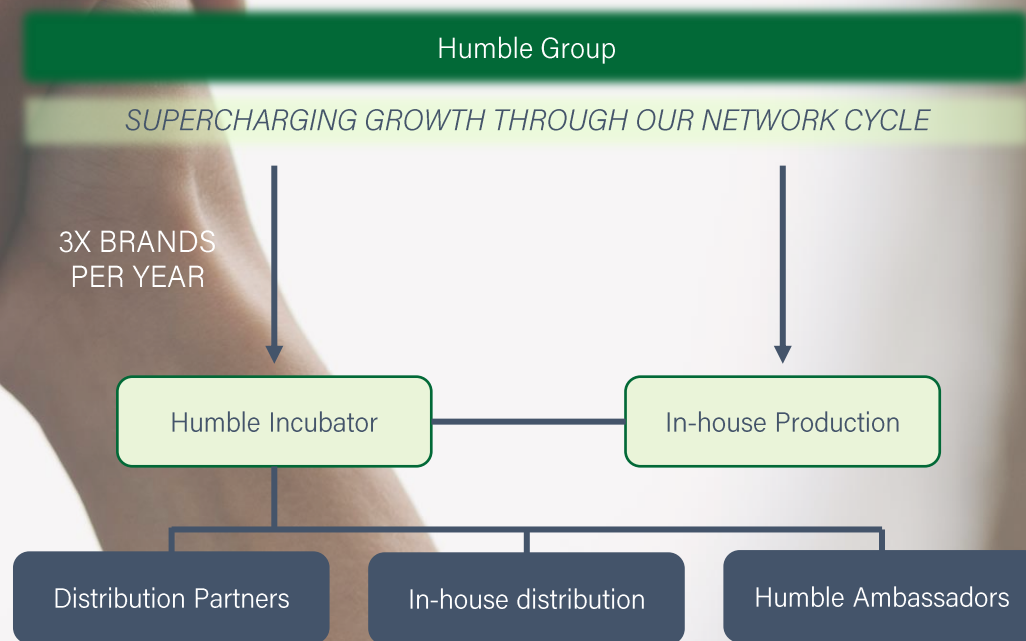 Humble Group
SUPERCHARGING GROWTH THROUGH OUR NETWORK CYCLE
3X BRANDS
PER YEAR
Humble Incubator
In-house Production
Distribution Partners
In-house distribution
Humble Ambassadors